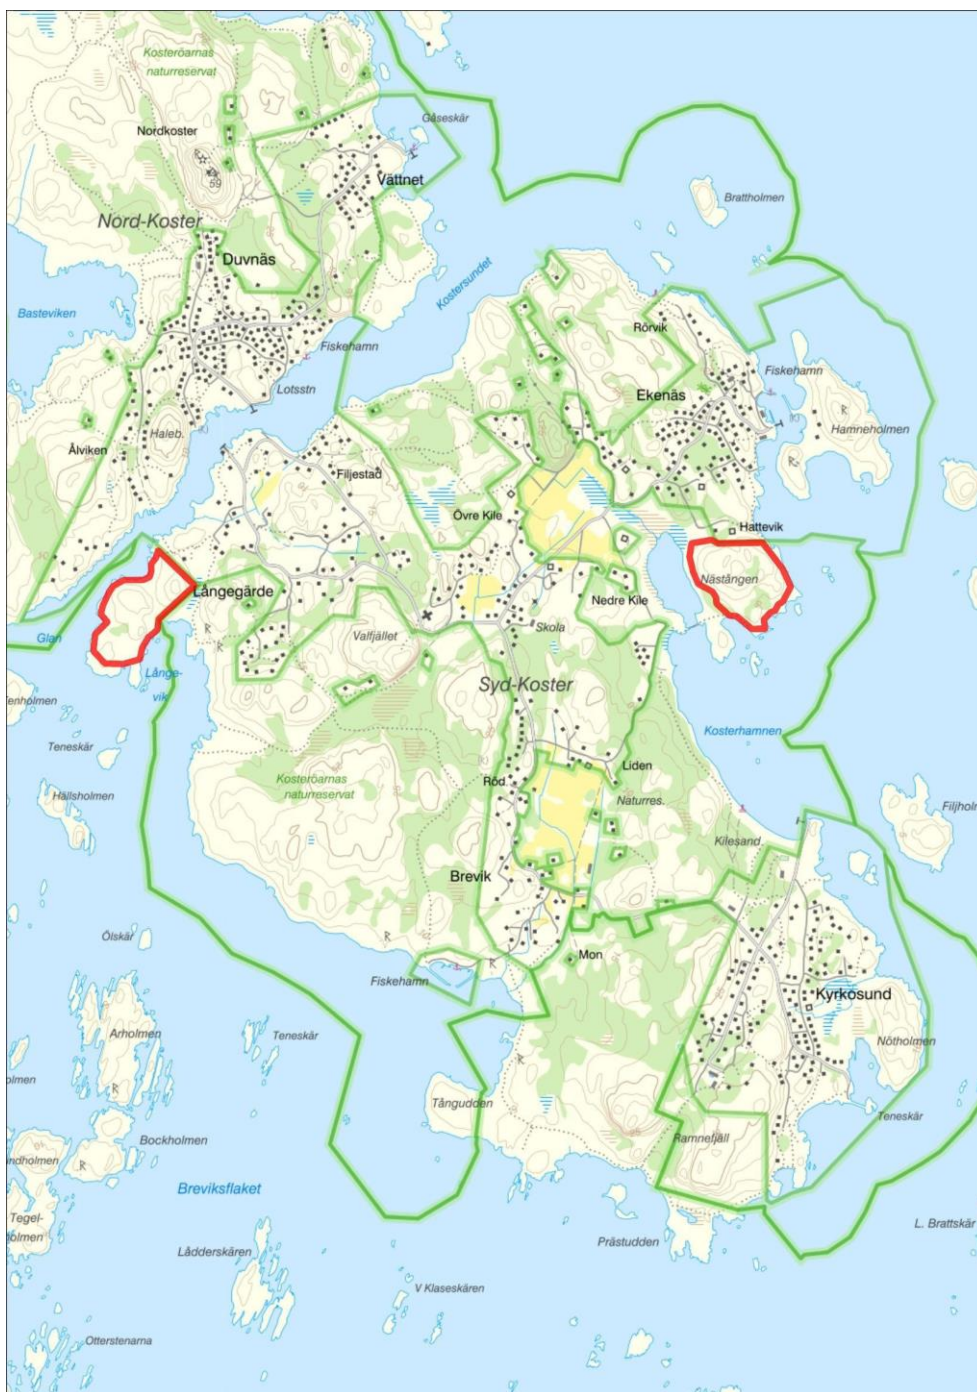 Kosteröarnas
naturreservat
Nordkoster
59
Gåseskär
Vättnet
Nord-Koster
Duvnäs
Brattholmen
Kostersundet
Basteviken
Fiskehamn
Lotsstn
Rörvik
Fiskehamn
Ekenäs
Hamneholmen
Haleb.
Ålviken
Filjestad
Övre Kile
Hattevik
Nästången
Långegärde
Nedre Kile
Glan
Valfjället
Skola
Långe-
vik
Syd-Koster
enholmen
Teneskär
Kosterhamnen
Liden
Kosteröarnas
naturreservat
Röd
Hällsholmen
Naturres.
Filjholm
Kilesand
Brevik
Ölskär
Mon
Fiskehamn
Kyrkosund
Arholmen
Teneskär
Nötholmen
olmen
Tångudden
Teneskär
Ramnefjäll
Bockholmen
ndholmen
Breviksflaket
Tegel-
olmen
L. Brattskär
Prästudden
Lådderskären
V Klaseskären
Otterstenarna